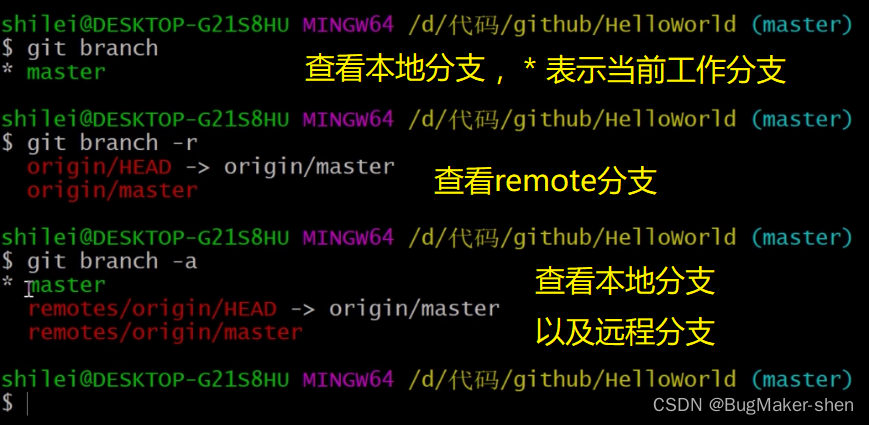 shilei@DESKTOP-G21S8HU MINGW64 /d/代码/github/HelloWorld (master)
$ git branch
* master
查看本地分支，* 表示当前工作分支
shilei@DESKTOP-G21S8HU MINGW64 /d/代码/github/HelloWorld (master)
$ git branch -r
origin/HEAD -> origin/master
origin/master
查看remote分支
shilei@DESKTOP-G21S8HU MINGW64 /d/代码/github/HelloWorld (master)
$ git branch -a
* master
remotes/origin/HEAD -> origin/master
remotes/origin/master
查看本地分支
以及远程分支
shilei@DESKTOP-G21S8HU MINGW64 /d/代码/github/HelloWorld (master)
$
CSDN @BugMaker-shen